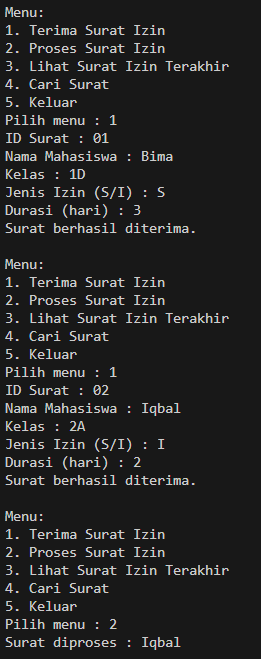 Menu:
1. Terima Surat Izin
2. Proses Surat Izin
3. Lihat Surat Izin Terakhir
4. Cari Surat
5. Keluar
Pilih menu : 1
ID Surat : 01
Nama Mahasiswa : Bima
Kelas : 1D
Jenis Izin (S/I) : S
Durasi (hari) : 3
Surat berhasil diterima.

Menu:
1. Terima Surat Izin
2. Proses Surat Izin
3. Lihat Surat Izin Terakhir
4. Cari Surat
5. Keluar
Pilih menu : 1
ID Surat : 02
Nama Mahasiswa : Iqbal
Kelas : 2A
Jenis Izin (S/I) : I
Durasi (hari) : 2
Surat berhasil diterima.

Menu:
1. Terima Surat Izin
2. Proses Surat Izin
3. Lihat Surat Izin Terakhir
4. Cari Surat
5. Keluar
Pilih menu : 2
Surat diproses : Iqbal